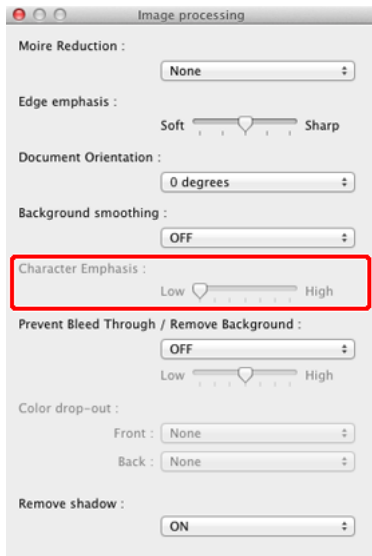 Image processing
Moire Reduction :
None
Edge emphasis :
Soft Sharp
Document Orientation :
0 degrees
Background smoothing :
OFF
Character Emphasis :
Low High
Prevent Bleed Through / Remove Background :
OFF
Low High
Color drop-out :
Front : None
Back : None
Remove shadow :
ON